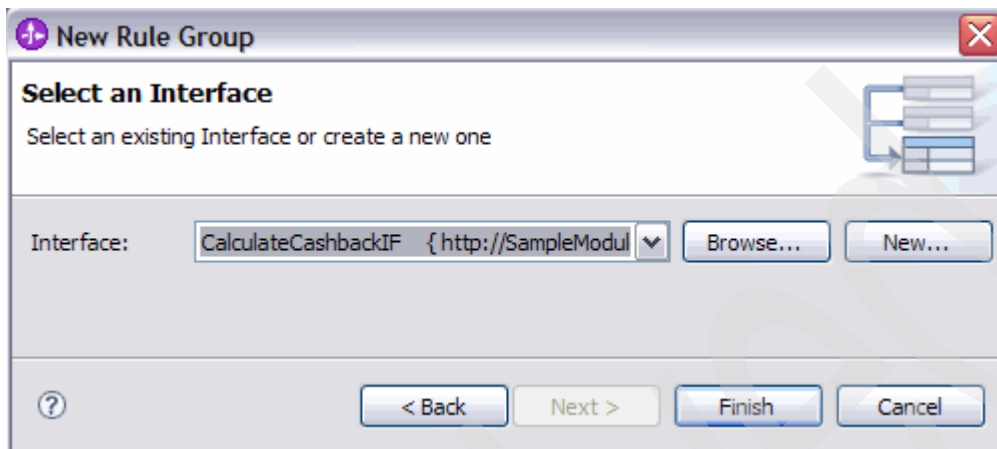 New Rule Group
Select an Interface
Select an existing Interface or create a new one
Interface: CalculateCashbackIF { http://SampleModul Browse... New...
? < Back Next > Finish Cancel